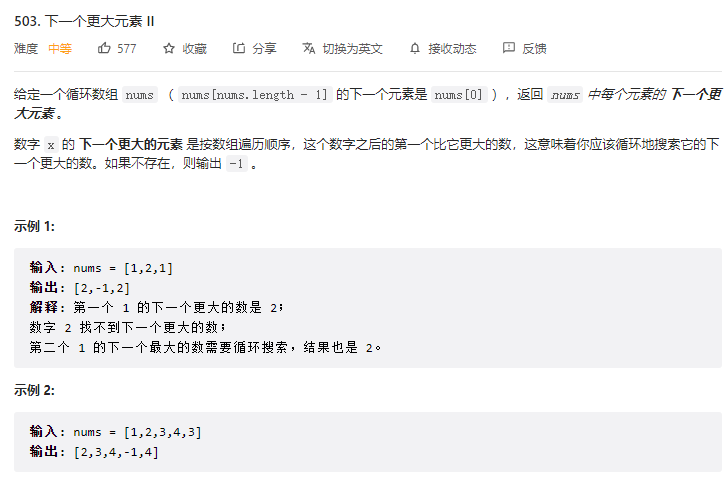 503. 下一个更大元素 II
难度 中等 577 收藏 分享 切换为英文 接收动态 反馈
给定一个循环数组 nums （ nums[nums.length - 1] 的下一个元素是 nums[0] ），返回 nums 中每个元素的 下一个更
大元素 。
数字 x 的 下一个更大的元素 是按数组遍历顺序，这个数字之后的第一个比它更大的数，这意味着你应该循环地搜索它的下
一个更大的数。如果不存在，则输出 -1 。
示例 1:
输入: nums = [1,2,1]
输出: [2,-1,2]
解释: 第一个 1 的下一个更大的数是 2；
数字 2 找不到下一个更大的数；
第二个 1 的下一个最大的数需要循环搜索，结果也是 2。
示例 2:
输入: nums = [1,2,3,4,3]
输出: [2,3,4,-1,4]